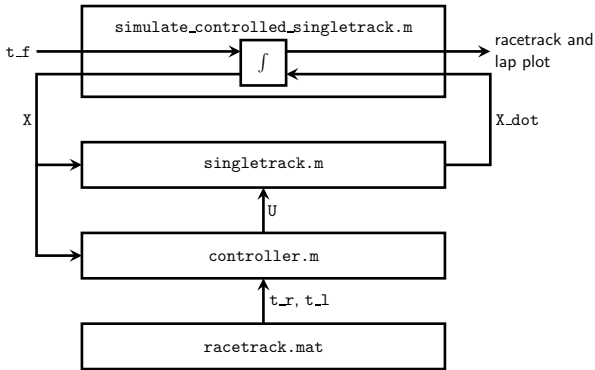 simulate_controlled_singletrack.m
t_f
∫
racetrack and
lap plot
X
X_dot
singletrack.m
U
controller.m
t_r, t_l
racetrack.mat